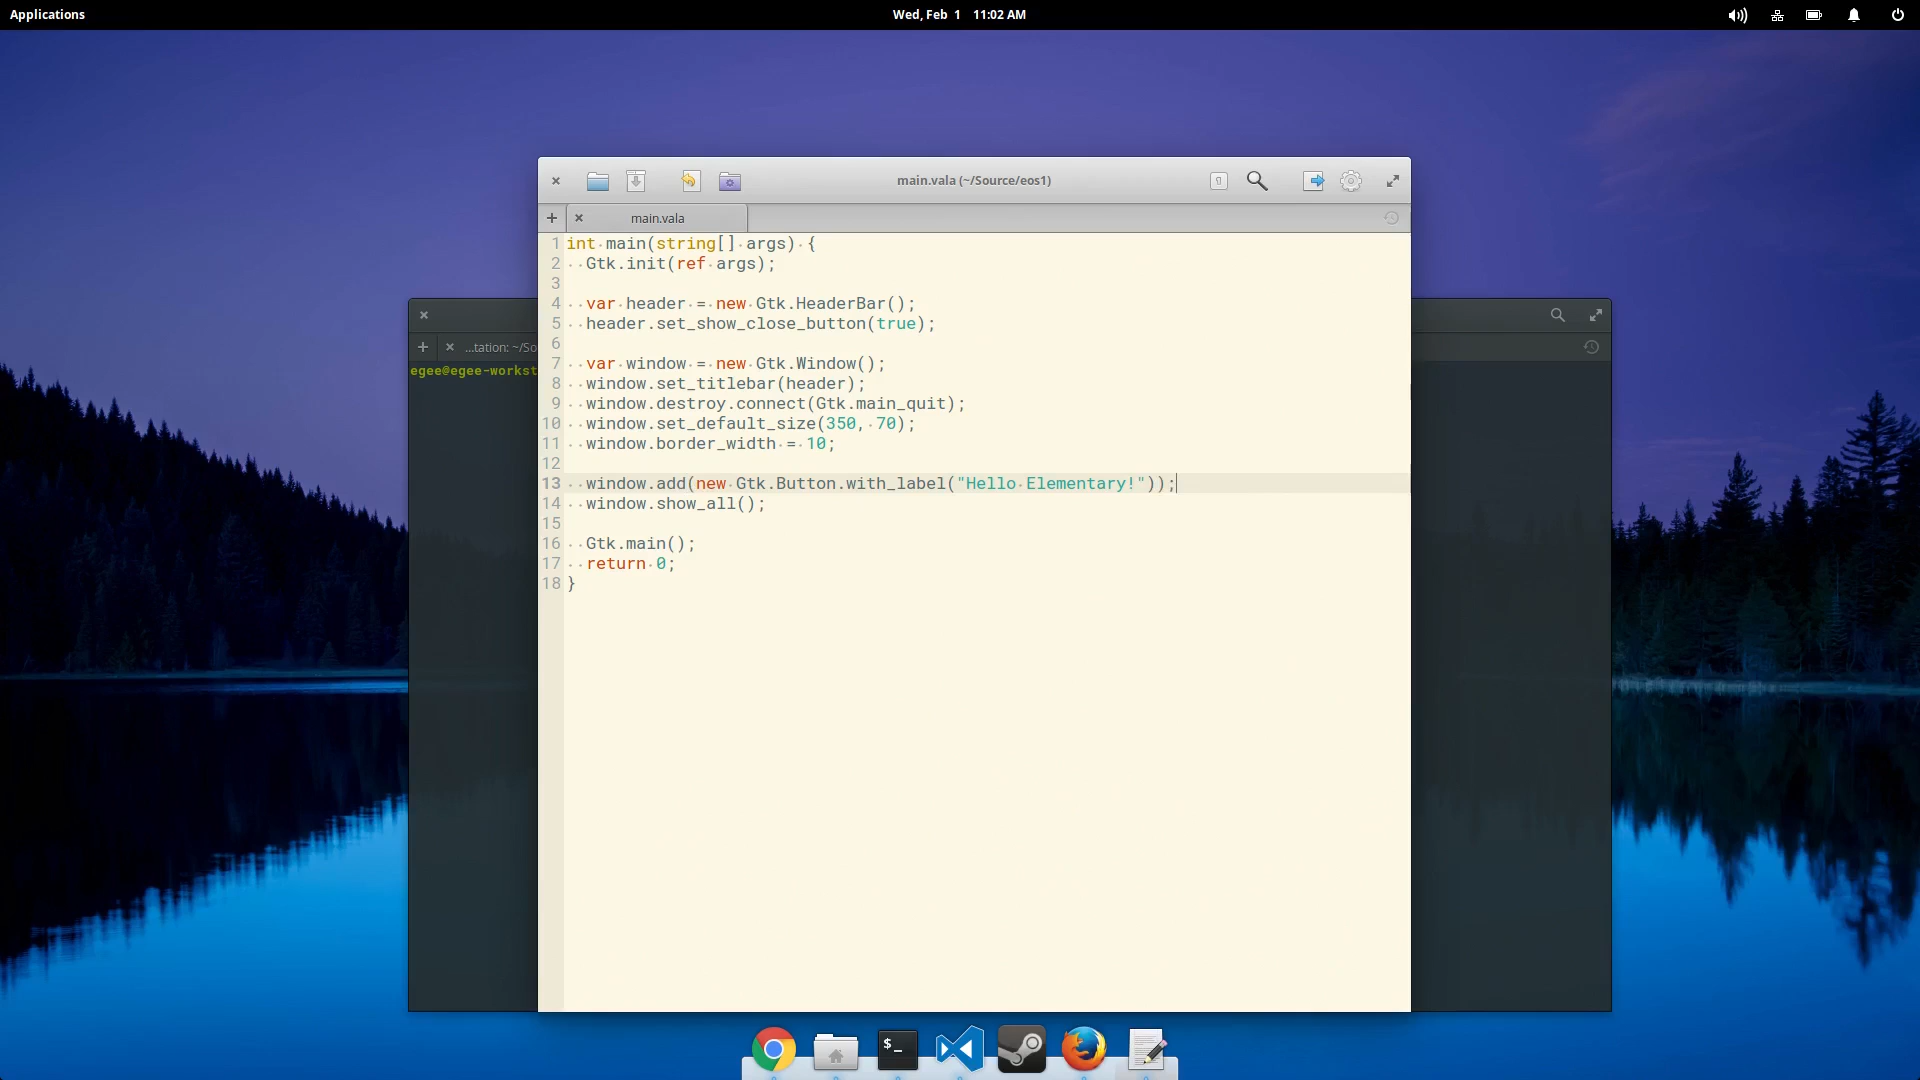 Applications
Wed, Feb 1 11:02 AM
main.vala (~/Source/eos1)
main.vala
1 int main(string[] args) {
2 Gtk.init(ref args);
3
4 var header = new Gtk.HeaderBar();
5 header.set_show_close_button(true);
6
7 var window = new Gtk.Window();
8 window.set_titlebar(header);
9 window.destroy.connect(Gtk.main_quit);
10 window.set_default_size(350, 70);
11 window.border_width = 10;
12
13 window.add(new Gtk.Button.with_label("Hello Elementary!"));
14 window.show_all();
15
16 Gtk.main();
17 return 0;
18 }
...tation: ~/So
egee@egee-workst
$_